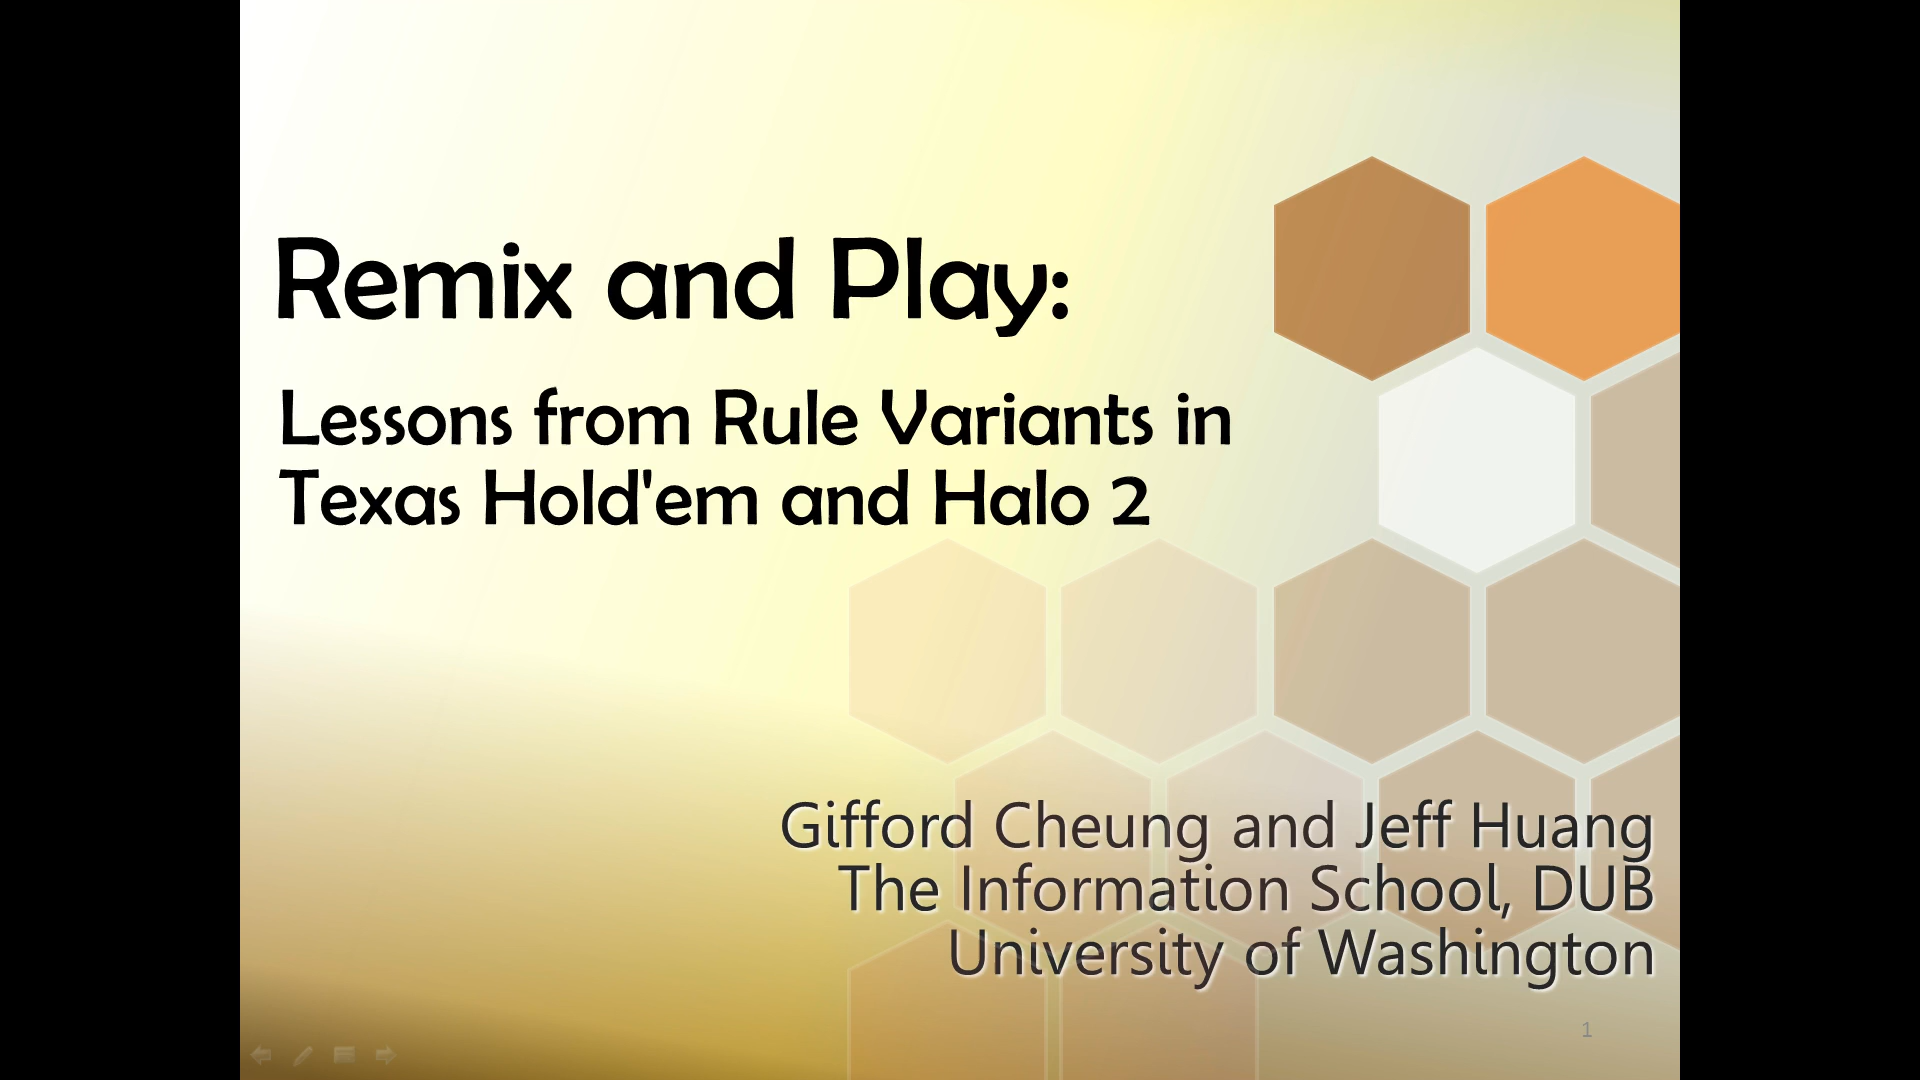 Remix and Play:
Lessons from Rule Variants in
Texas Hold'em and Halo 2
Gifford Cheung and Jeff Huang
The Information School, DUB
University of Washington
1